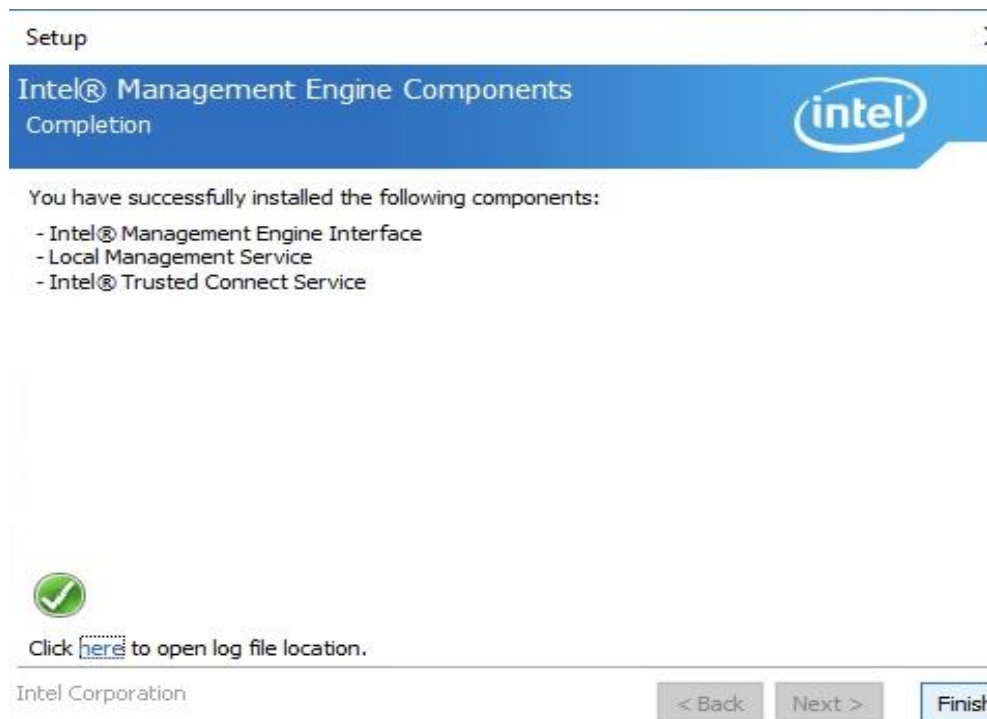 Setup
Intel® Management Engine Components
Completion
intel
You have successfully installed the following components:
- Intel® Management Engine Interface
- Local Management Service
- Intel® Trusted Connect Service
Click here to open log file location.
Intel Corporation
< Back
Next >
Finish